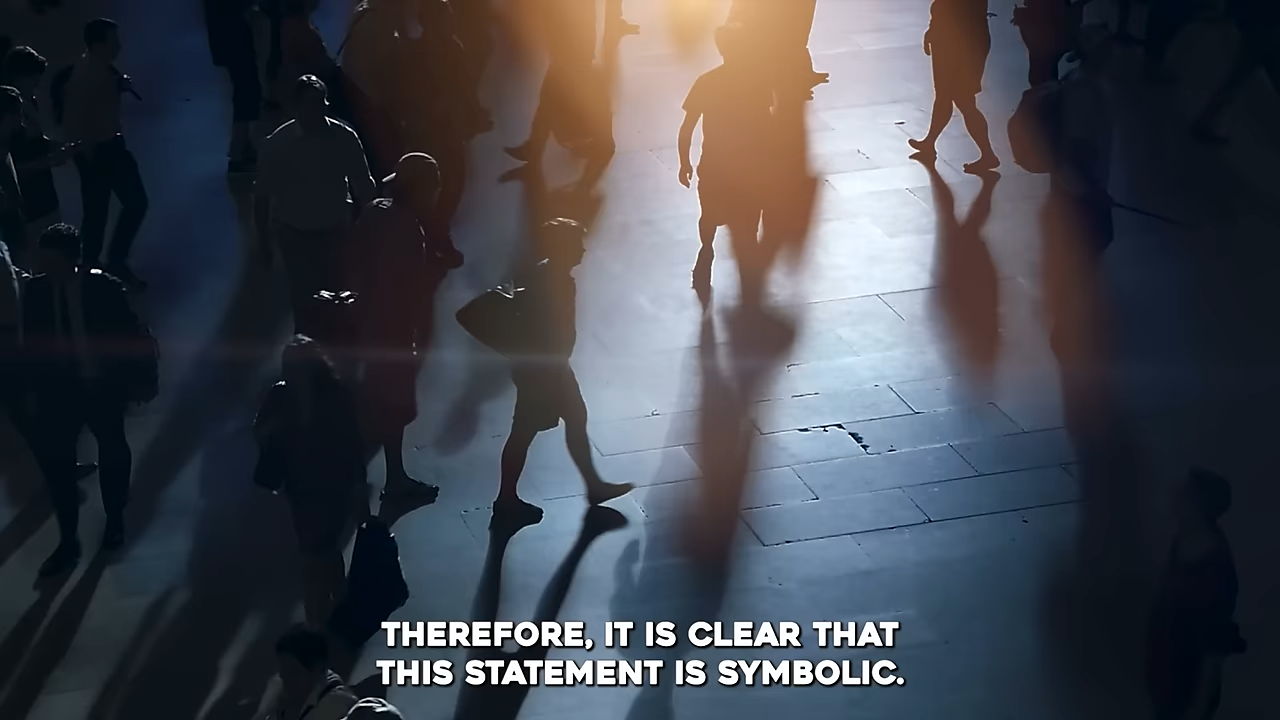 THEREFORE, IT IS CLEAR THAT
THIS STATEMENT IS SYMBOLIC.